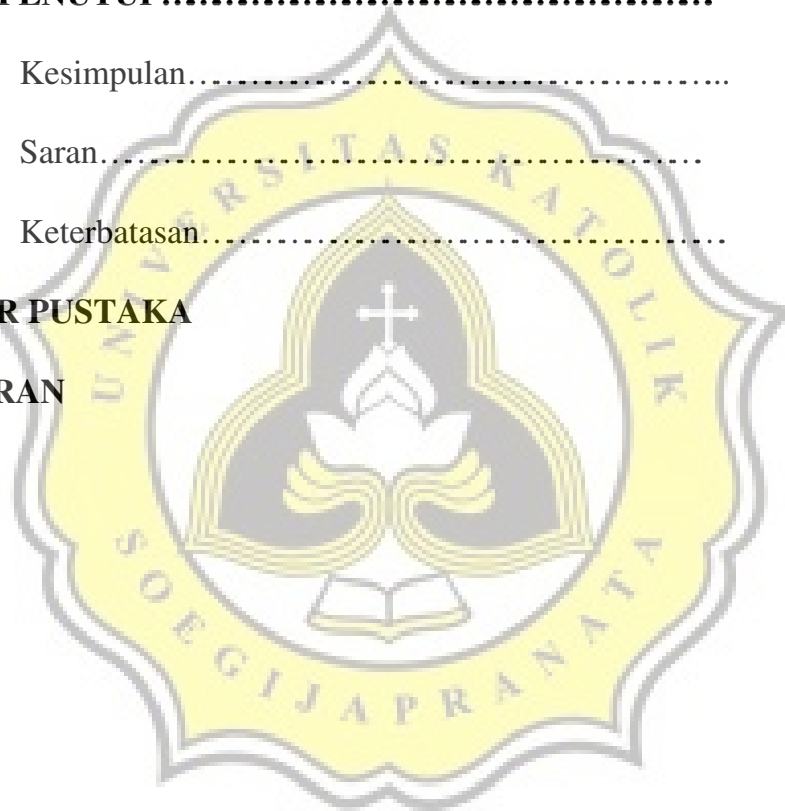 PENUTUP…………………………………………
Kesimpulan…………………………………………..
Saran…………………………………………
Keterbatasan…………………………………………
R PUSTAKA
RAN
UNIVERSITAS KATOLIK
SOEGIJAPRANATA